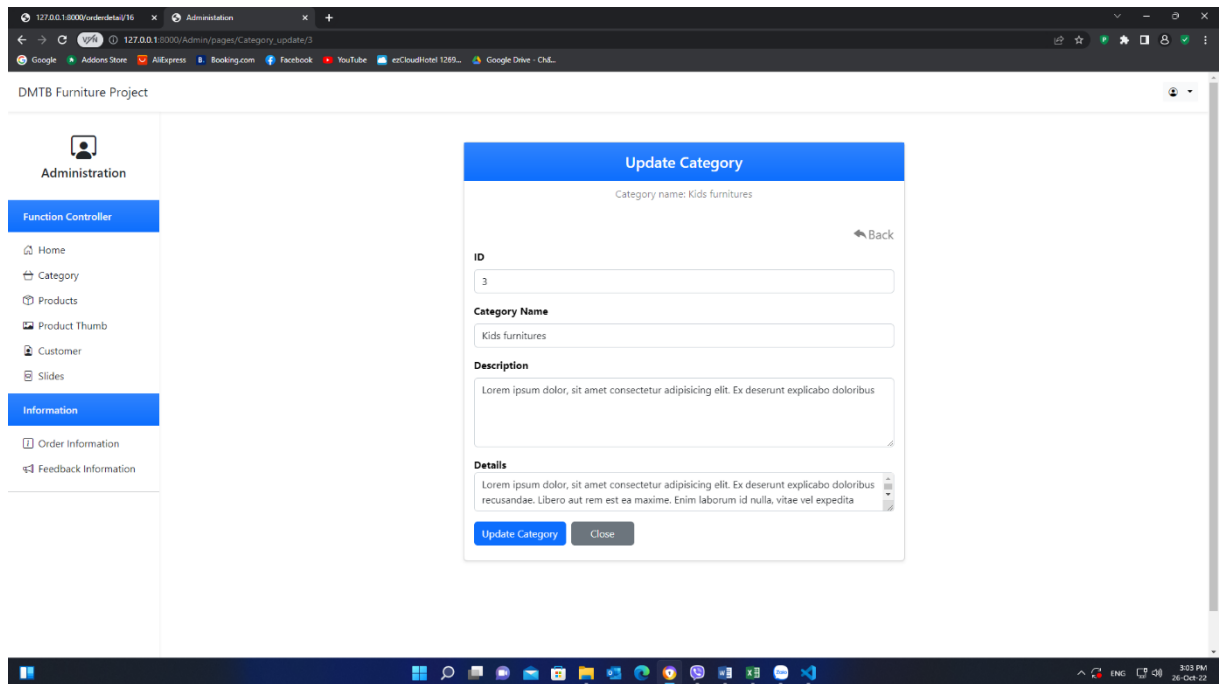 127.0.0.1:8000/orderdetail/16
Administation
VPN
127.0.0.1:8000/Admin/pages/Category_update/3
Google Addons Store AliExpress Booking.com Facebook YouTube ezCloudHotel 1269... Google Drive - Chă...
DMTB Furniture Project
Administration
Function Controller
Home
Category
Products
Product Thumb
Customer
Slides
Information
Order Information
Feedback Information
Update Category
Category name: Kids furnitures
Back
ID
3
Category Name
Kids furnitures
Description
Lorem ipsum dolor, sit amet consectetur adipisicing elit. Ex deserunt explicabo doloribus
Details
Lorem ipsum dolor, sit amet consectetur adipisicing elit. Ex deserunt explicabo doloribus
recusandae. Libero aut rem est ea maxime. Enim laborum id nulla, vitae vel expedita
Update Category Close
ENG
3:03 PM
26-Oct-22